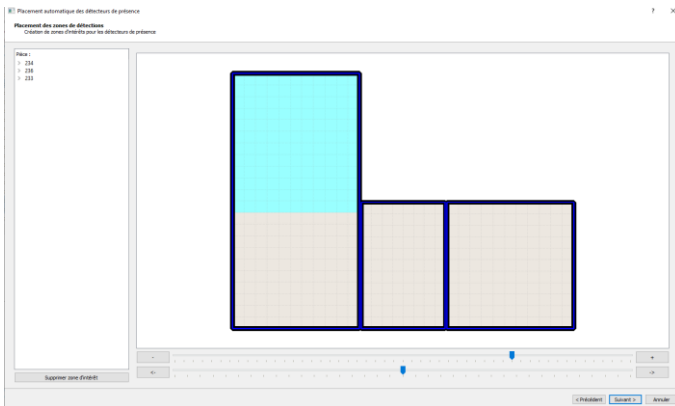 Placement automatique des détecteurs de présence
? ×
Placement des zones de détections
Création de zones d'intérêts pour les détecteurs de présence
Pièce :
> 234
> 236
> 233
- +
<- ->
Supprimer zone d'intérêt
< Précédent Suivant > Annuler